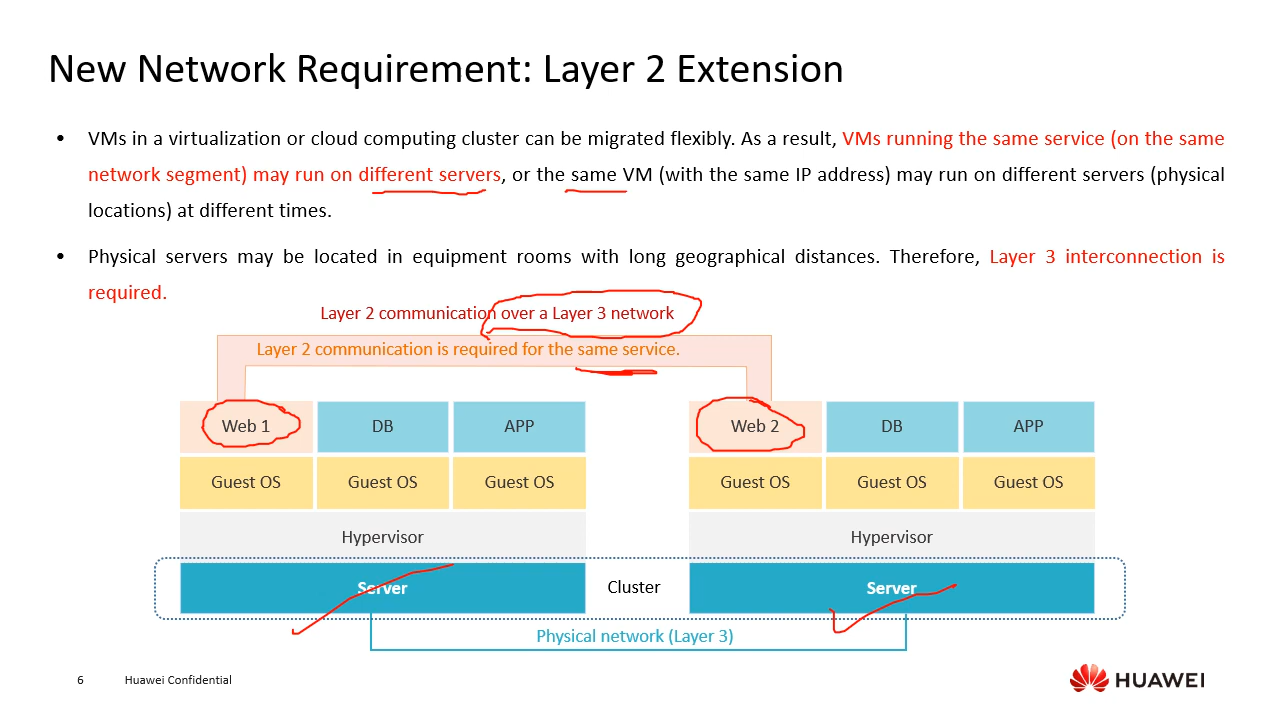 New Network Requirement: Layer 2 Extension
• VMs in a virtualization or cloud computing cluster can be migrated flexibly. As a result, VMs running the same service (on the same
network segment) may run on different servers, or the same VM (with the same IP address) may run on different servers (physical
locations) at different times.
• Physical servers may be located in equipment rooms with long geographical distances. Therefore, Layer 3 interconnection is
required.
Layer 2 communication over a Layer 3 network
Layer 2 communication is required for the same service.
Web 1 DB APP Web 2 DB APP
Guest OS Guest OS Guest OS Guest OS Guest OS Guest OS
Hypervisor Hypervisor
Server Cluster Server
Physical network (Layer 3)
6 Huawei Confidential HUAWEI